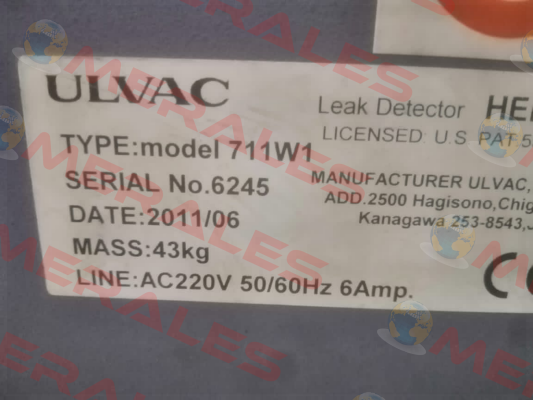 ULVAC
Leak Detector
LICENSED U.S. PAT.5
TYPE:model 711W1
SERIAL No.6245
MANUFACTURER ULVAC,
DATE:2011/06
ADD.2500 Hagisono,Chig
Kanagawa 253-8543,
MASS:43kg
LINE:AC220V 50/60Hz 6Amp.
CE
MERALES
MERALES
MERALES
MERALES